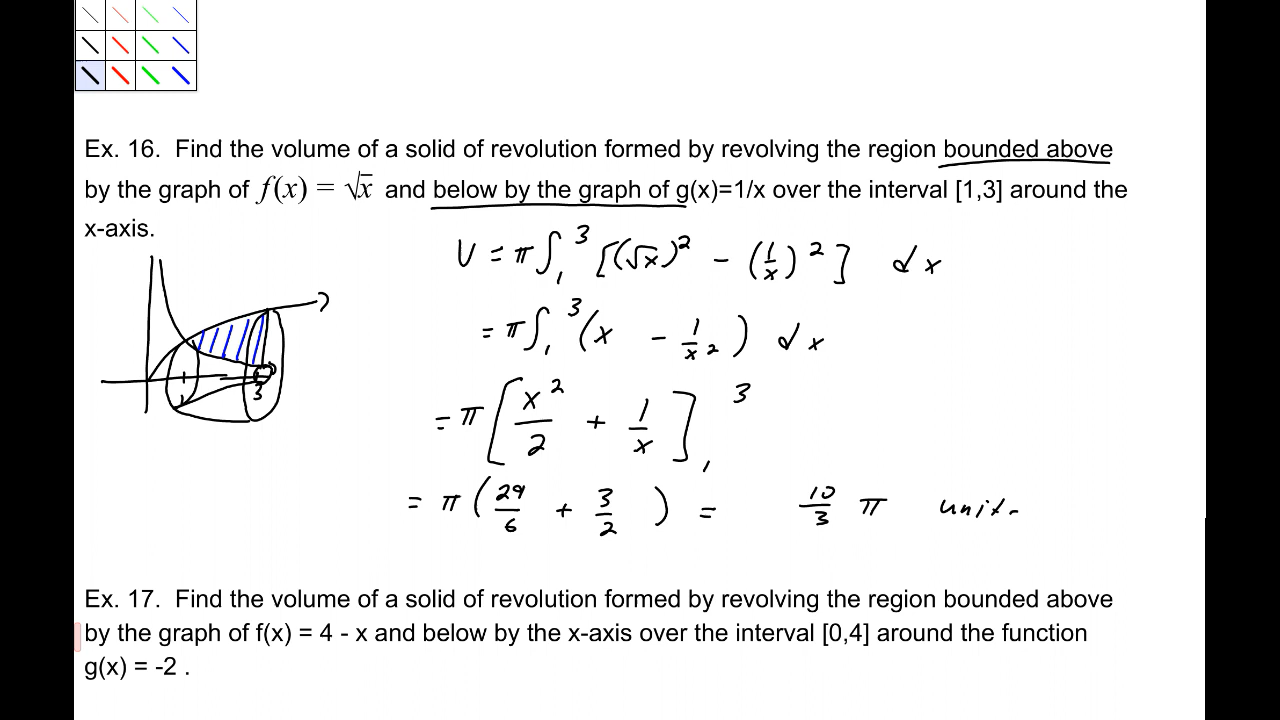 Ex. 16. Find the volume of a solid of revolution formed by revolving the region bounded above
by the graph of f(x) = √x and below by the graph of g(x)=1/x over the interval [1,3] around the
x-axis.
V = π∫₁³ [(√x)² - (1/x)²] dx
= π∫₁³ (x - 1/x²) dx
= π[x²/2 + 1/x]₁³
1 3
= π(29/6 + 3/2) = 10/3 π
Ex. 17. Find the volume of a solid of revolution formed by revolving the region bounded above
by the graph of f(x) = 4 - x and below by the x-axis over the interval [0,4] around the function
g(x) = -2 .